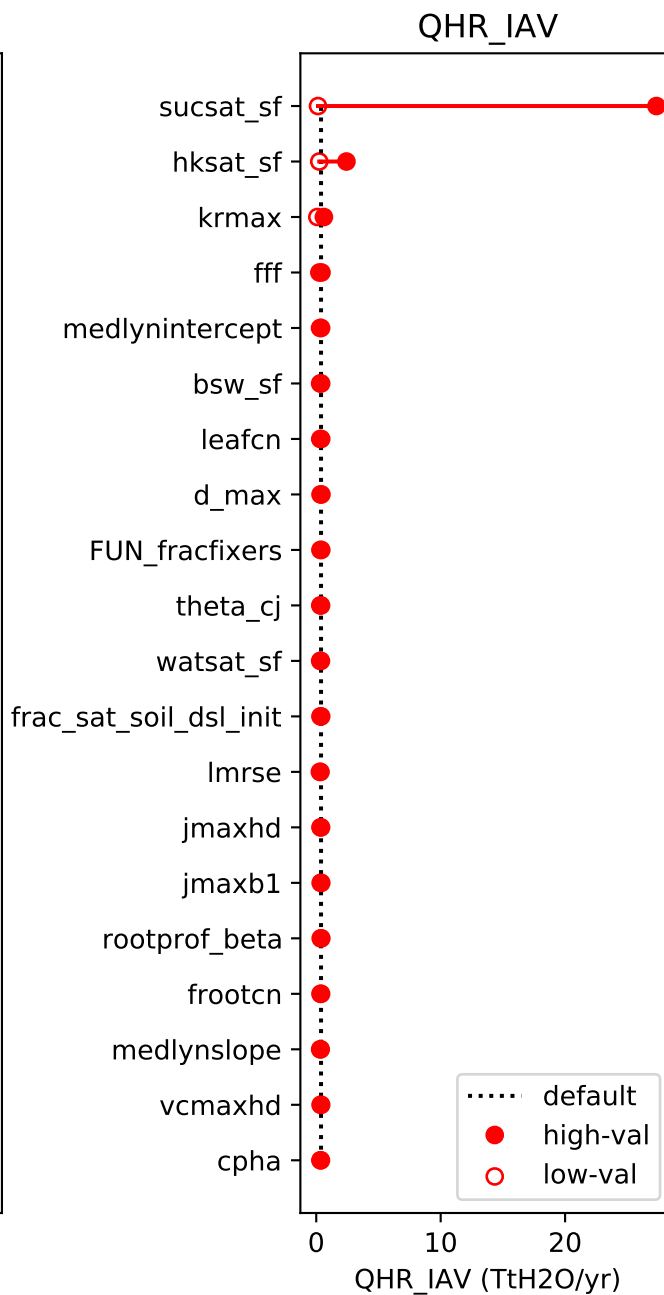 QHR_IAV
sucsat_sf
hksat_sf
krmax
fff
medlynintercept
bsw_sf
leafcn
d_max
FUN_fracfixers
theta_cj
watsat_sf
frac_sat_soil_dsl_init
lmrse
jmaxhd
jmaxb1
rootprof_beta
frootcn
medlynslope
vcmaxhd
cpha
default
high-val
low-val
0 10 20
QHR_IAV (TtH2O/yr)